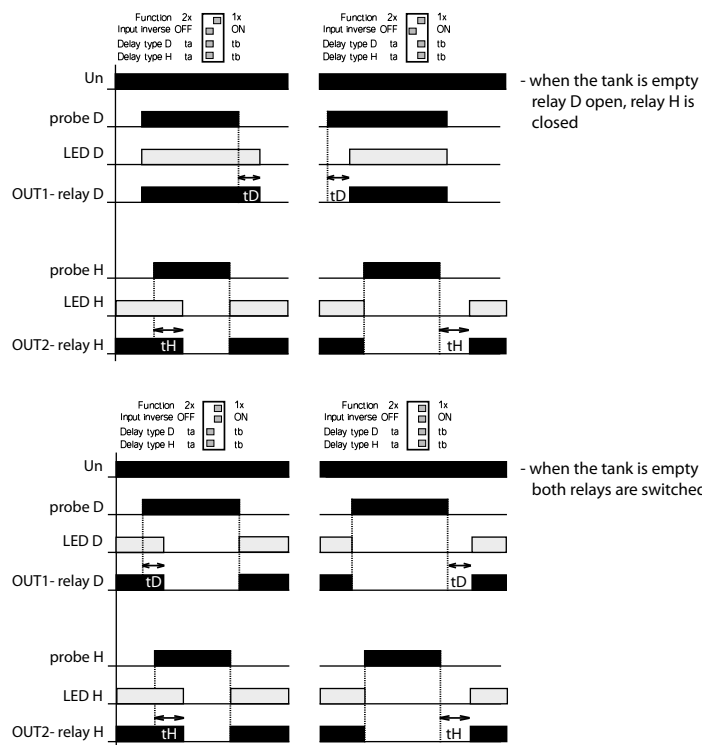 Function 2x 1x
Input inverse OFF ON
Delay type D ta tb
Delay type H ta tb
Function 2x 1x
Input inverse OFF ON
Delay type D ta tb
Delay type H ta tb
Un
- when the tank is empty
relay D open, relay H is
closed
probe D
LED D
OUT1- relay D
tD
tD
probe H
LED H
OUT2- relay H
tH
tH
Function 2x 1x
Input inverse OFF ON
Delay type D ta tb
Delay type H ta tb
Function 2x 1x
Input inverse OFF ON
Delay type D ta tb
Delay type H ta tb
Un
- when the tank is empty
both relays are switched
probe D
LED D
OUT1- relay D
tD
tD
probe H
LED H
OUT2- relay H
tH
tH